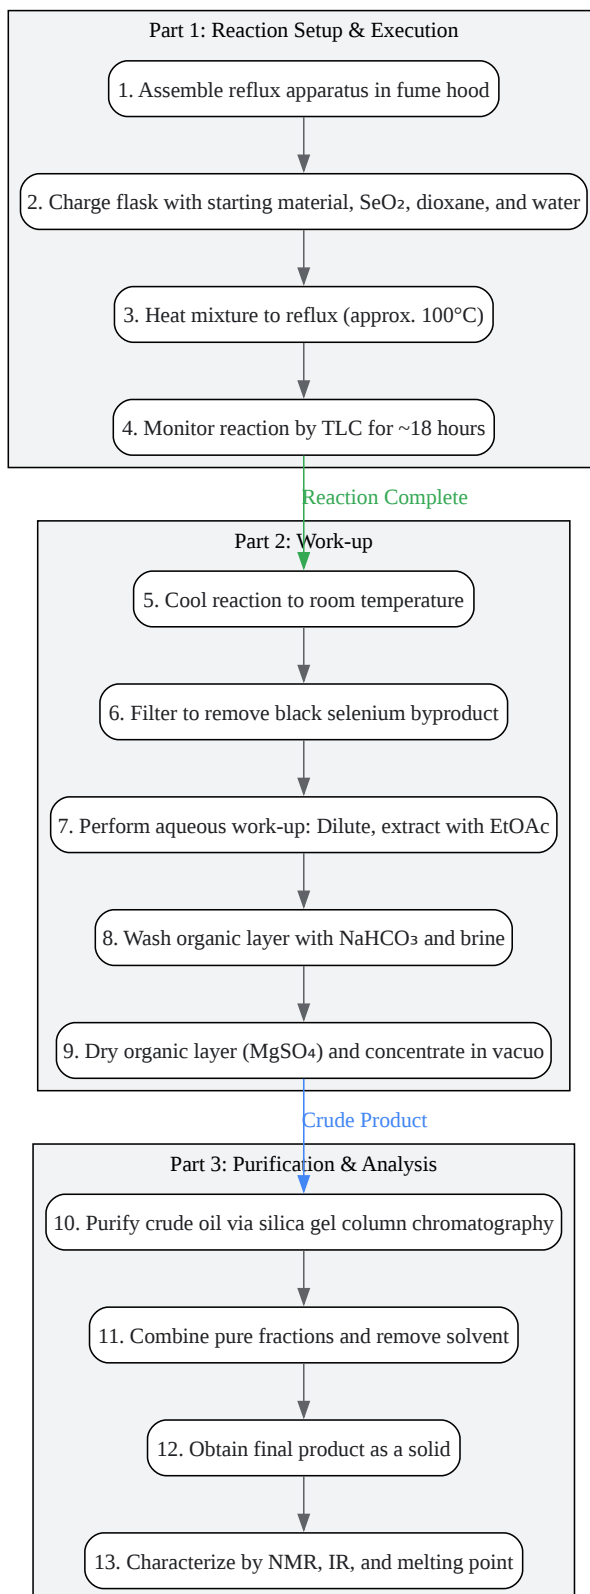 Part 1: Reaction Setup & Execution
1. Assemble reflux apparatus in fume hood
2. Charge flask with starting material, SeO₂, dioxane, and water
3. Heat mixture to reflux (approx. 100°C)
4. Monitor reaction by TLC for ~18 hours
Reaction Complete
Part 2: Work-up
5. Cool reaction to room temperature
6. Filter to remove black selenium byproduct
7. Perform aqueous work-up: Dilute, extract with EtOAc
8. Wash organic layer with NaHCO₃ and brine
9. Dry organic layer (MgSO₄) and concentrate in vacuo
Crude Product
Part 3: Purification & Analysis
10. Purify crude oil via silica gel column chromatography
11. Combine pure fractions and remove solvent
12. Obtain final product as a solid
13. Characterize by NMR, IR, and melting point